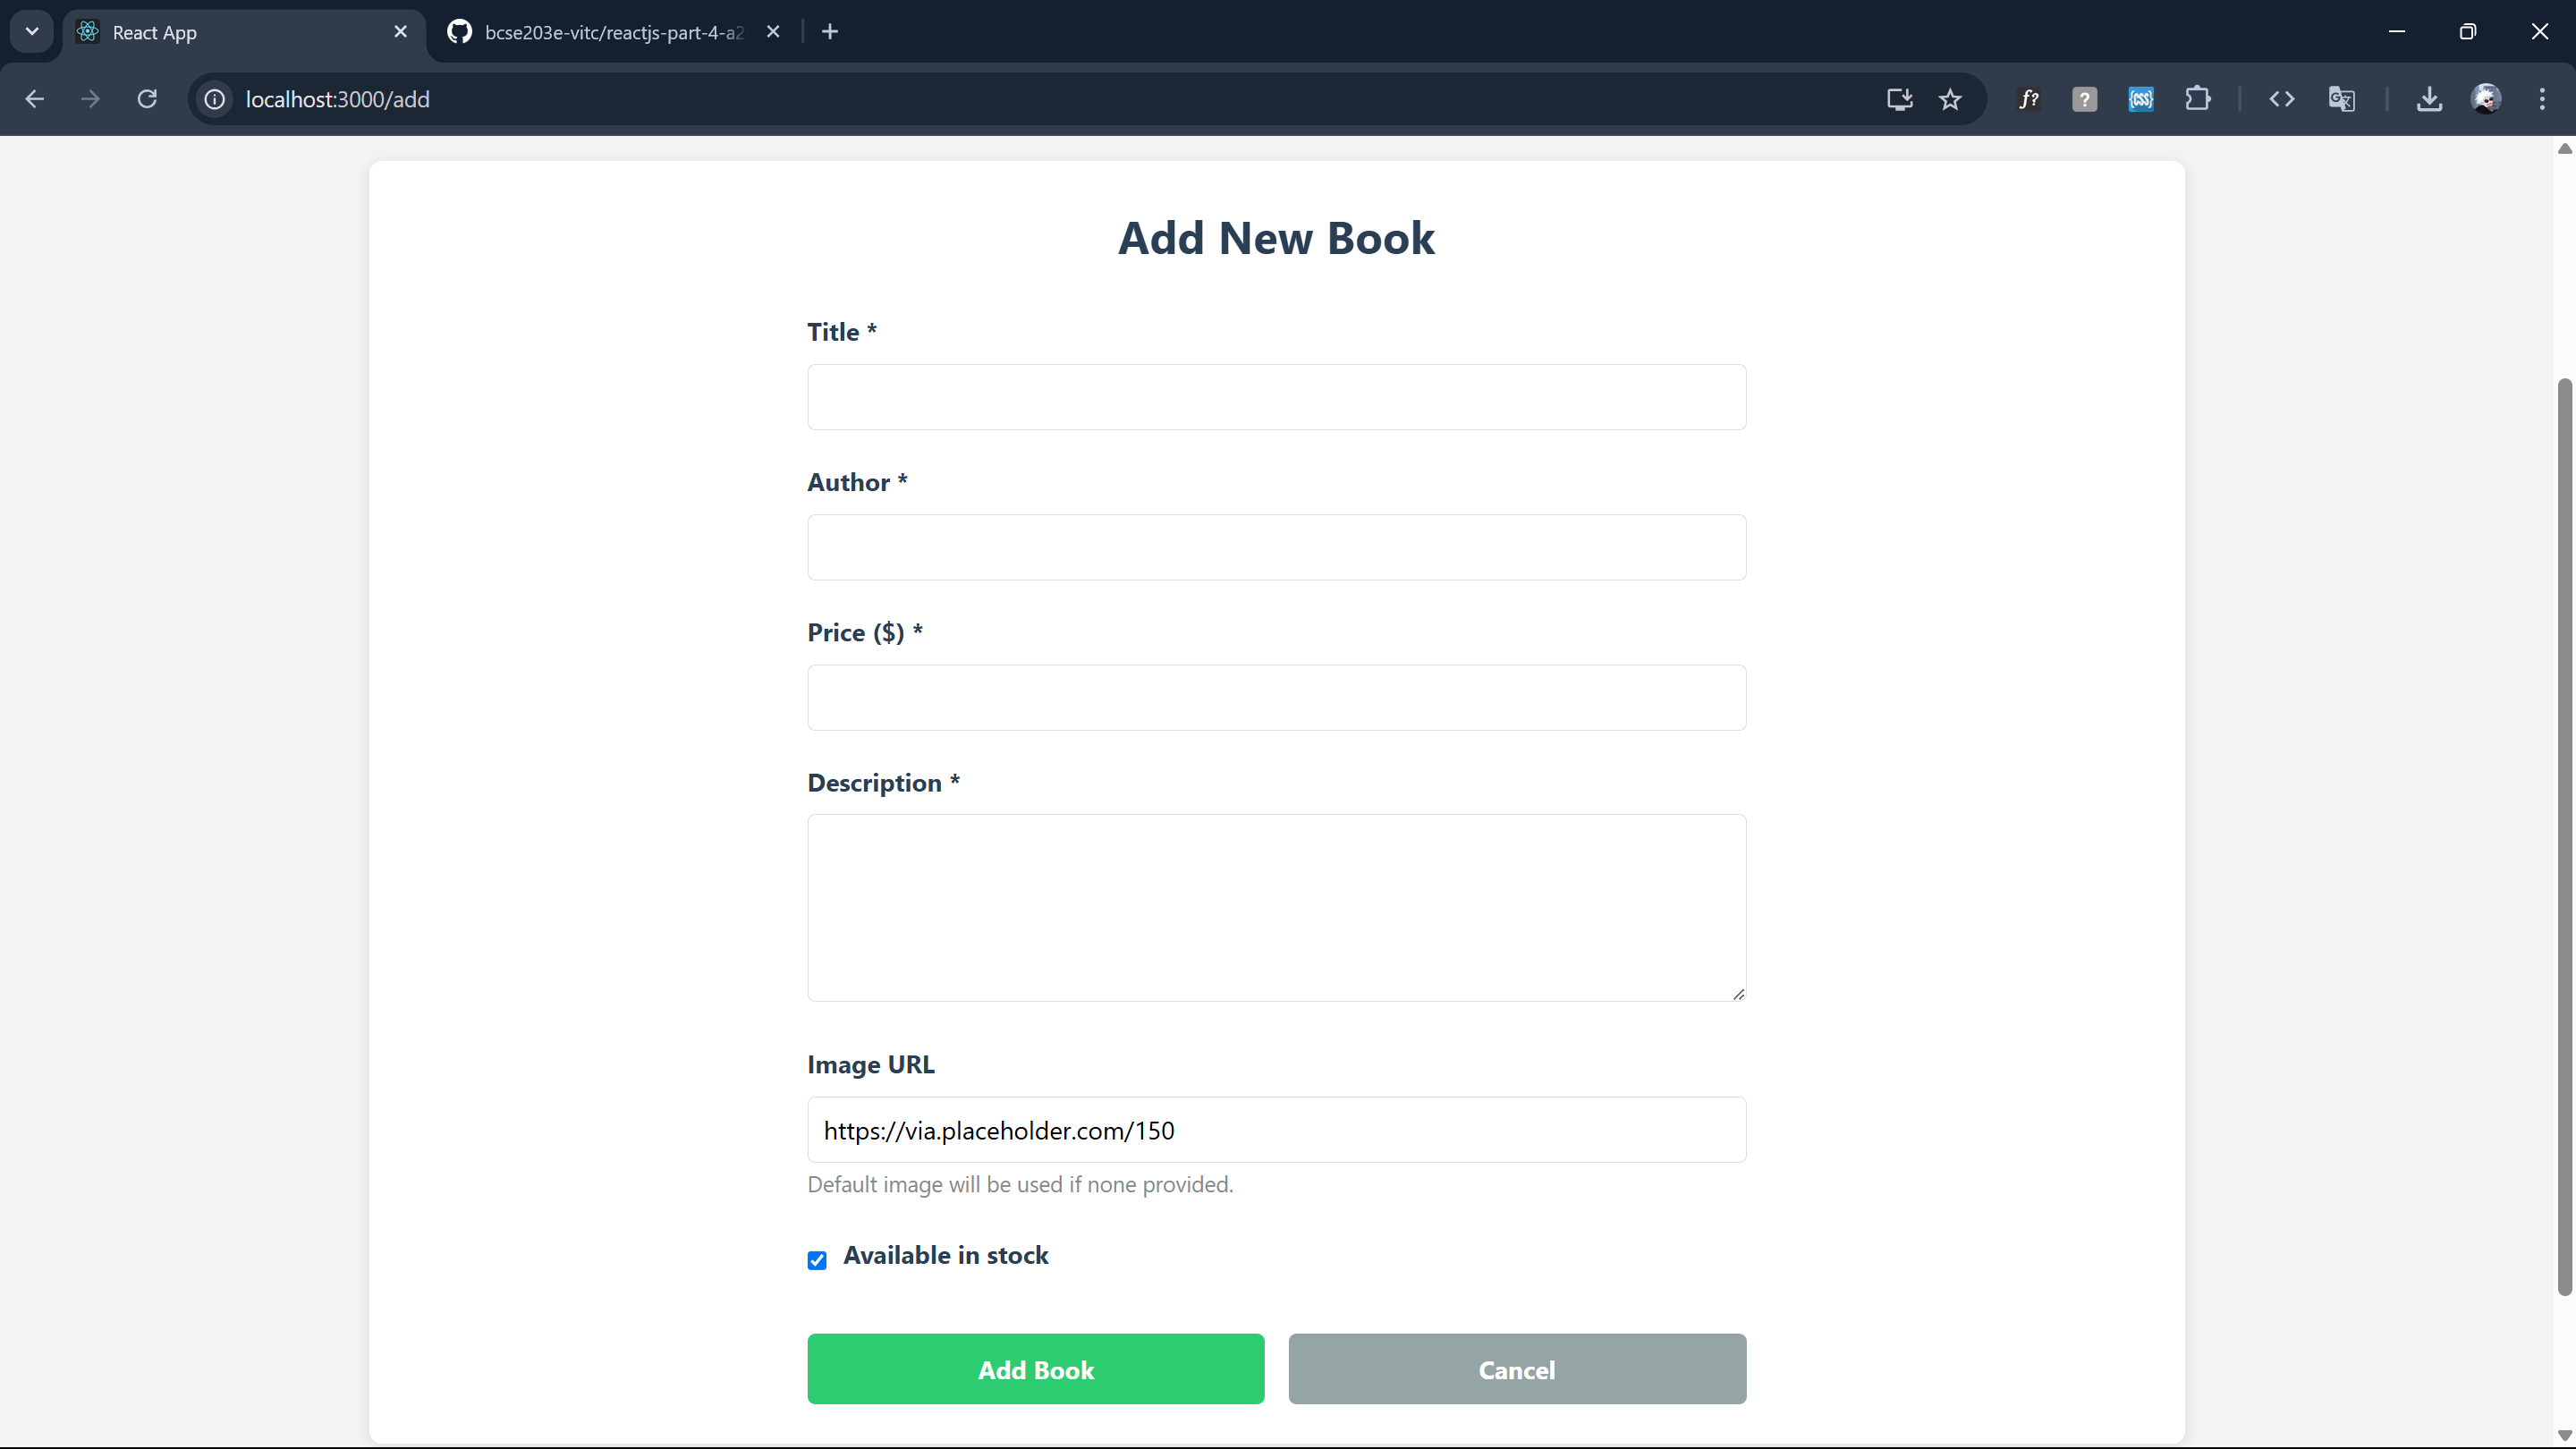 React App
bcse203e-vitc/reactjs-part-4-a2
localhost:3000/add
f?
?
{CSS}
Add New Book
Title *
Author *
Price ($) *
Description *
Image URL
https://via.placeholder.com/150
Default image will be used if none provided.
Available in stock
Add Book
Cancel